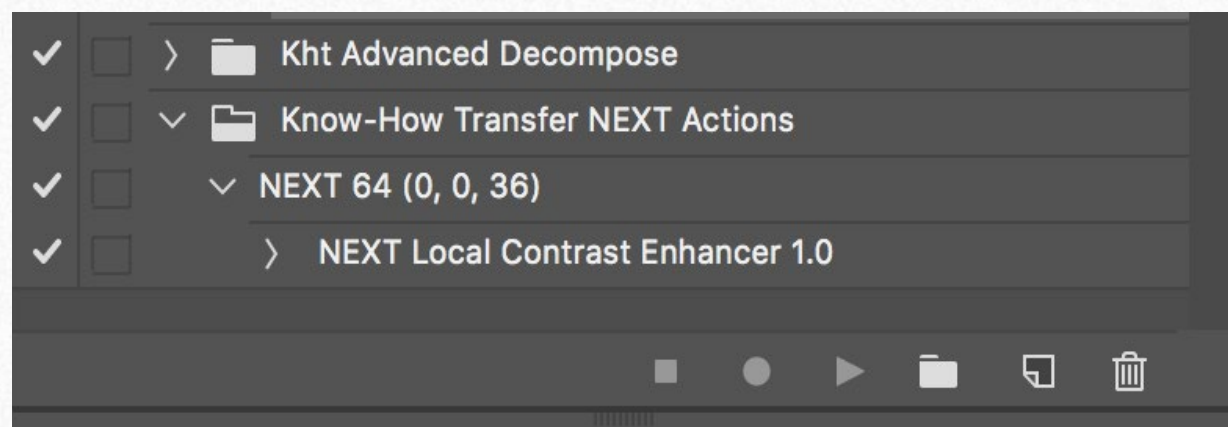 Kht Advanced Decompose
Know-How Transfer NEXT Actions
NEXT 64 (0, 0, 36)
NEXT Local Contrast Enhancer 1.0